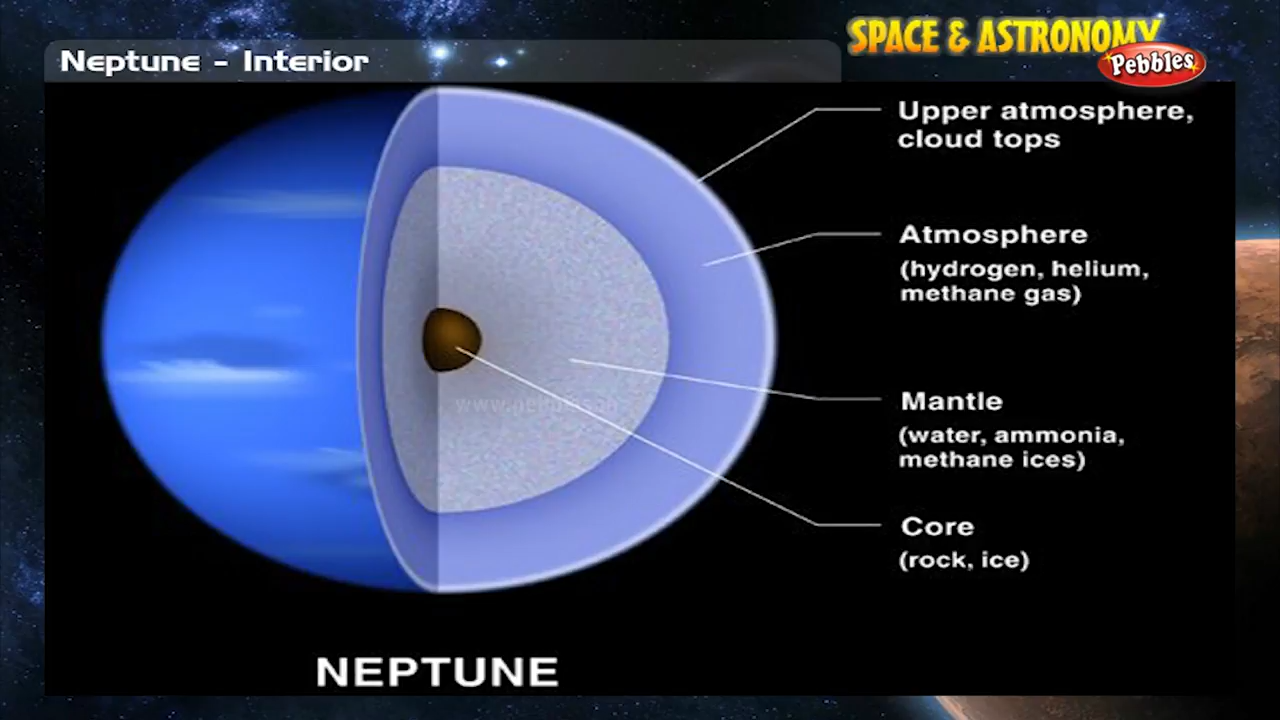 SPACE & ASTRONOMY
Pebbles
Neptune - Interior
Upper atmosphere,
cloud tops
Atmosphere
(hydrogen, helium,
methane gas)
Mantle
(water, ammonia,
methane ices)
Core
(rock, ice)
NEPTUNE